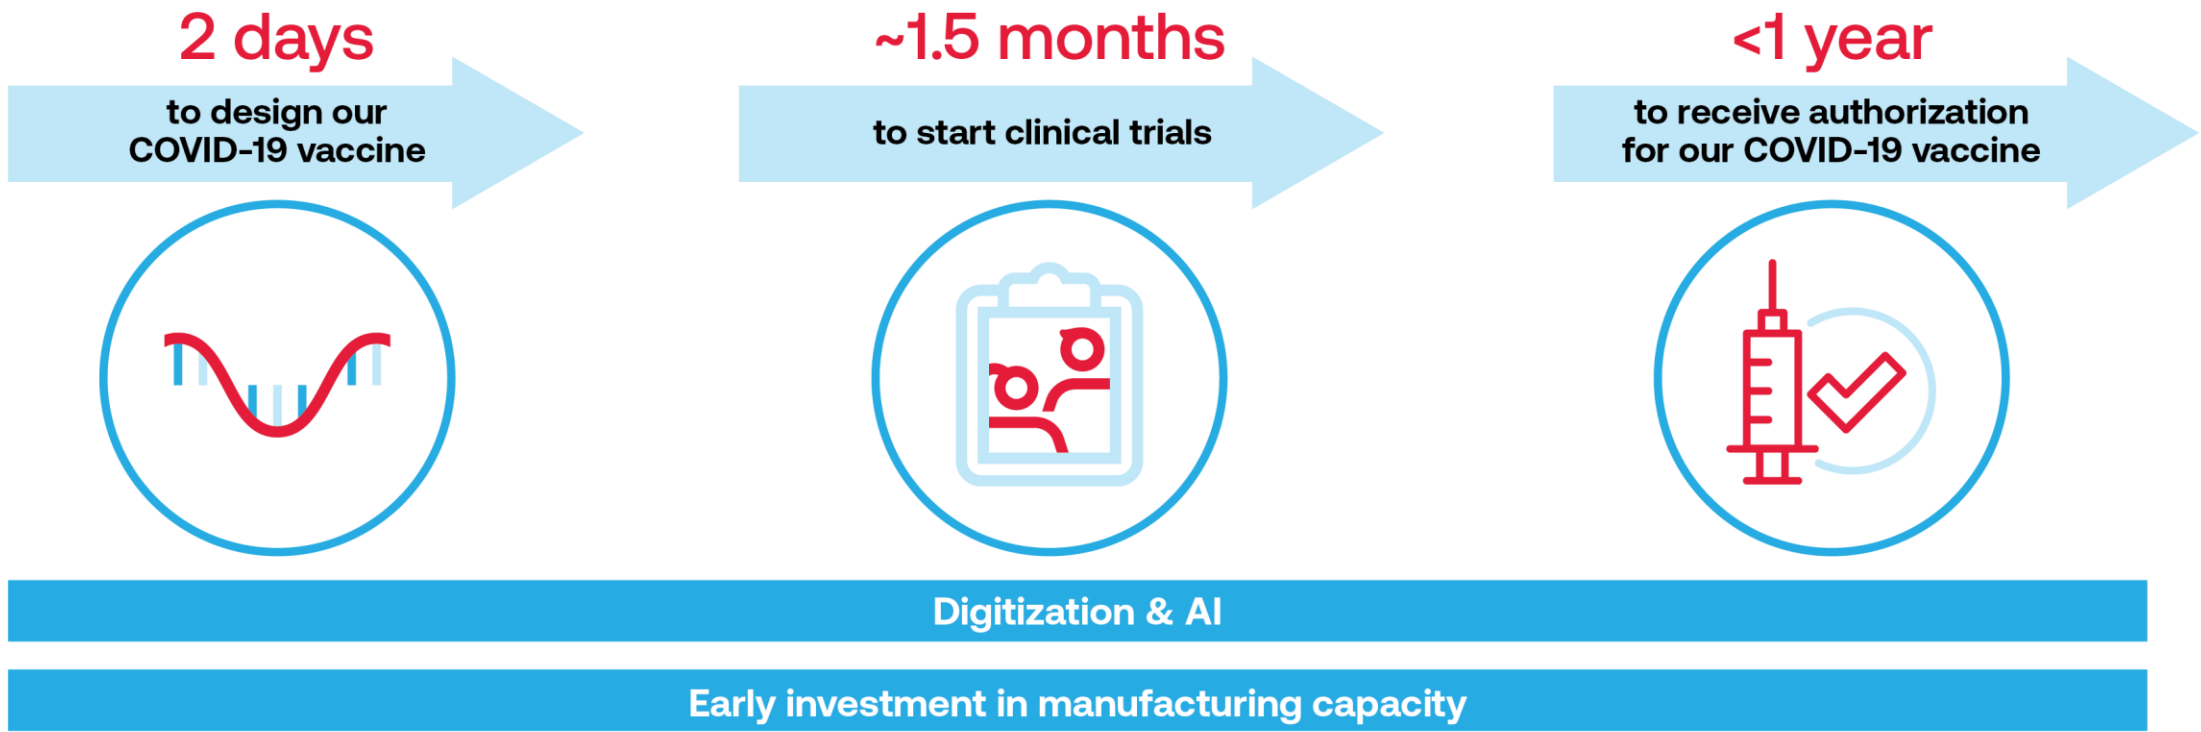 2 days
to design our
COVID-19 vaccine
~1.5 months
to start clinical trials
<1 year
to receive authorization
for our COVID-19 vaccine
Digitization & AI
Early investment in manufacturing capacity